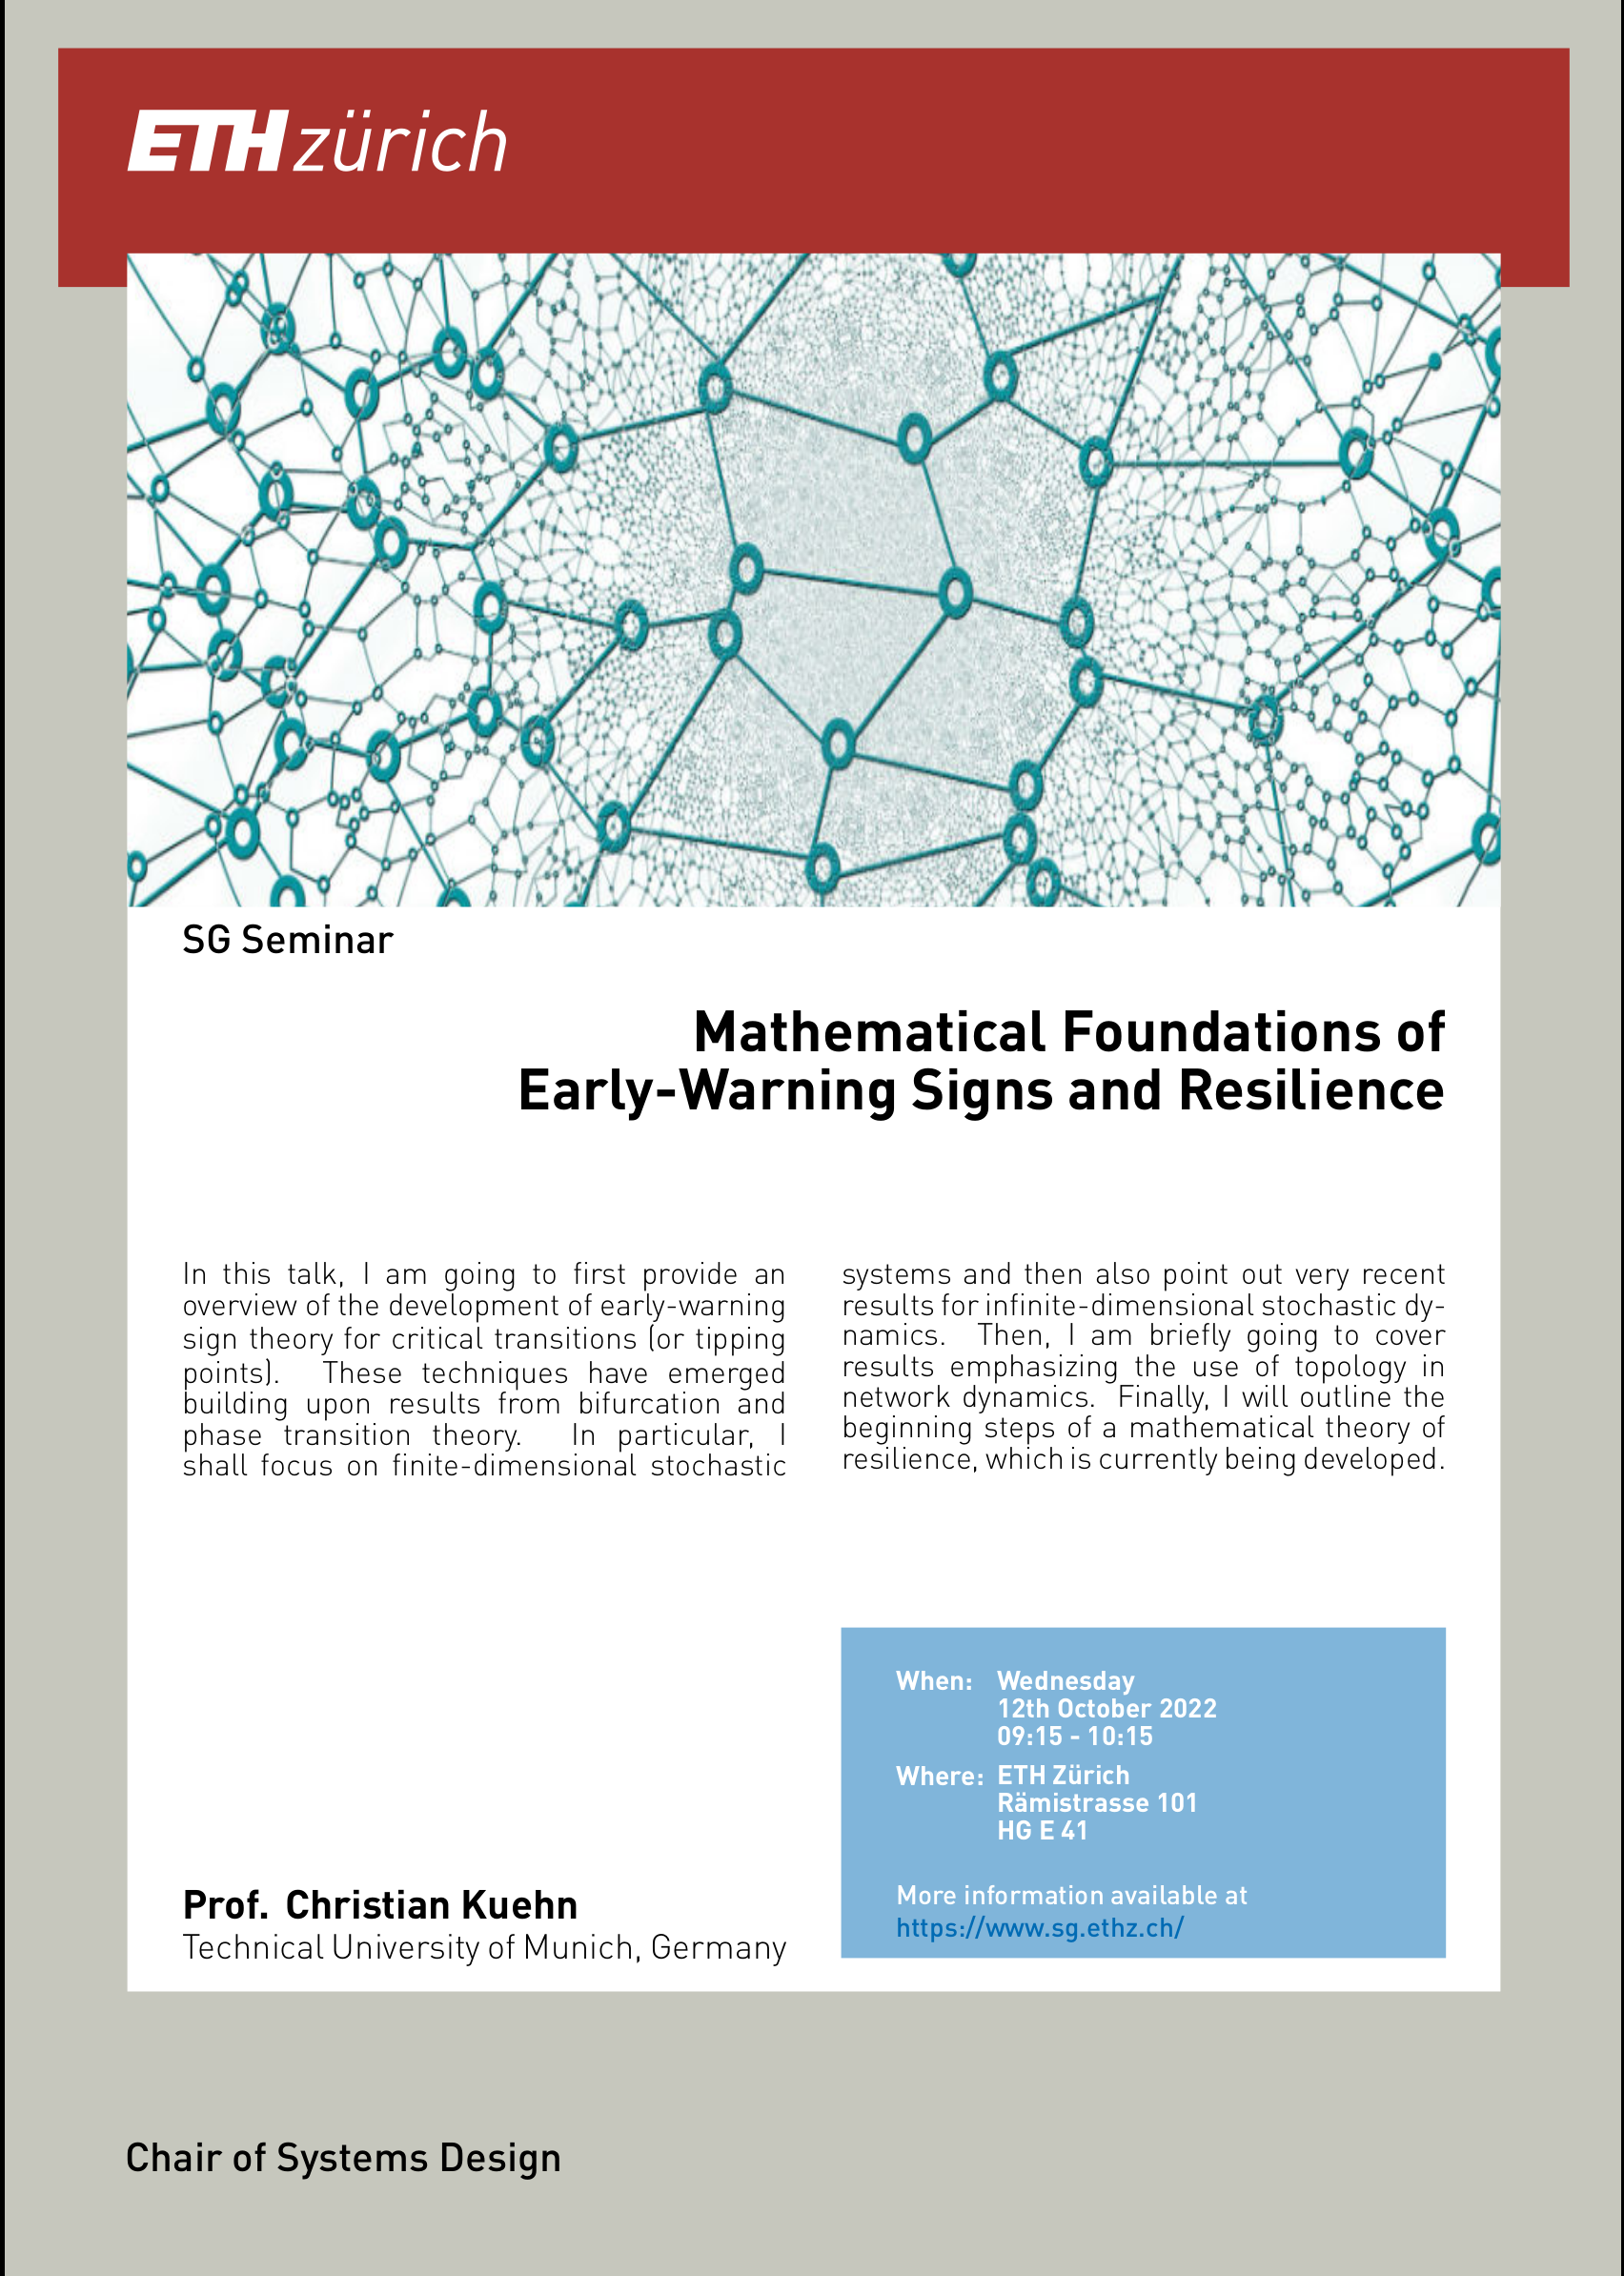 ETH zürich
SG Seminar
Mathematical Foundations of
Early-Warning Signs and Resilience
In this talk, I am going to first provide an
overview of the development of early-warning
sign theory for critical transitions (or tipping
points). These techniques have emerged
building upon results from bifurcation and
phase transition theory. In particular, I
shall focus on finite-dimensional stochastic
systems and then also point out very recent
results for infinite-dimensional stochastic dy-
namics. Then, I am briefly going to cover
results emphasizing the use of topology in
network dynamics. Finally, I will outline the
beginning steps of a mathematical theory of
resilience, which is currently being developed.
When: Wednesday
12th October 2022
09:15 - 10:15
Where: ETH Zürich
Rämistrasse 101
HG E 41
More information available at
https://www.sg.ethz.ch/
Prof. Christian Kuehn
Technical University of Munich, Germany
Chair of Systems Design